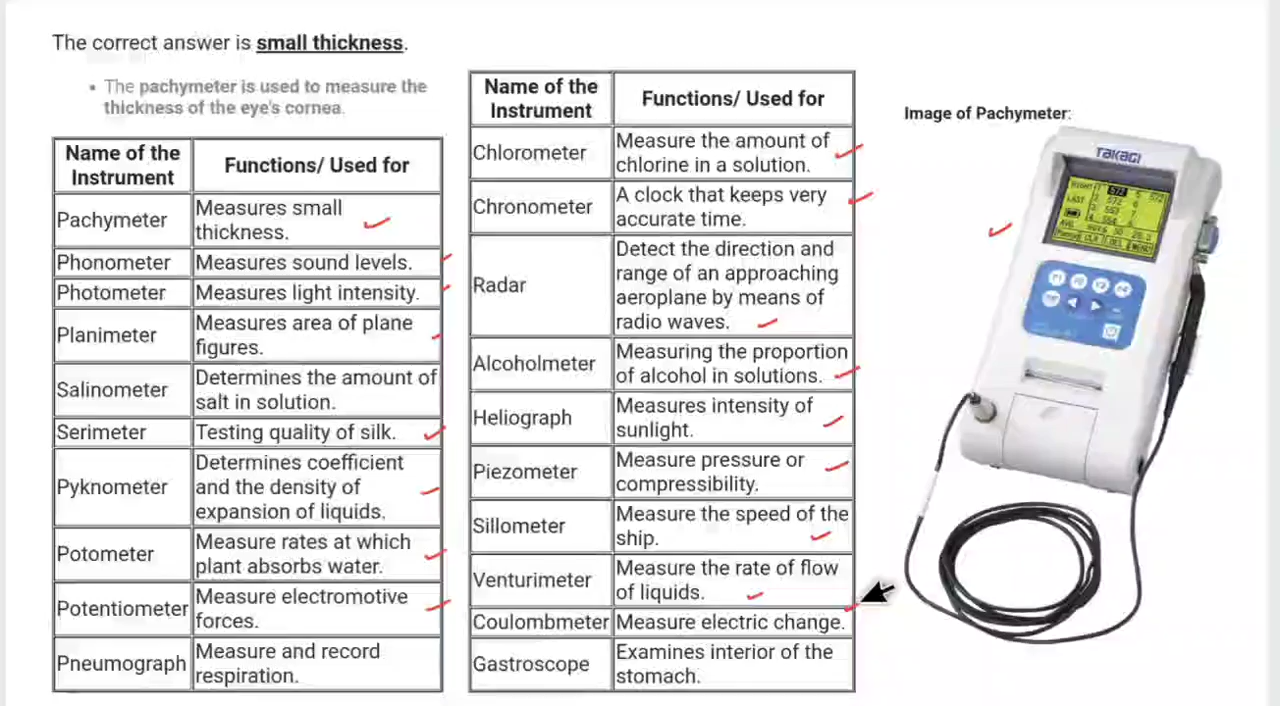 The correct answer is small thickness.
• The pachymeter is used to measure the
thickness of the eye's cornea.
Name of the
Instrument
Functions/ Used for
Pachymeter
Measures small
thickness.
Phonometer
Measures sound levels.
Photometer
Measures light intensity.
Planimeter
Measures area of plane
figures.
Salinometer
Determines the amount of
salt in solution.
Serimeter
Testing quality of silk.
Pyknometer
Determines coefficient
and the density of
expansion of liquids.
Potometer
Measure rates at which
plant absorbs water.
Potentiometer
Measure electromotive
forces.
Pneumograph
Measure and record
respiration.
Name of the
Instrument
Functions/ Used for
Chlorometer
Measure the amount of
chlorine in a solution.
Chronometer
A clock that keeps very
accurate time.
Radar
Detect the direction and
range of an approaching
aeroplane by means of
radio waves.
Alcoholmeter
Measuring the proportion
of alcohol in solutions.
Heliograph
Measures intensity of
sunlight.
Piezometer
Measure pressure or
compressibility.
Sillometer
Measure the speed of the
ship.
Venturimeter
Measure the rate of flow
of liquids.
Coulombmeter
Measure electric change.
Gastroscope
Examines interior of the
stomach.
Image of Pachymeter:
TAKAGI
RIGHT
LAST